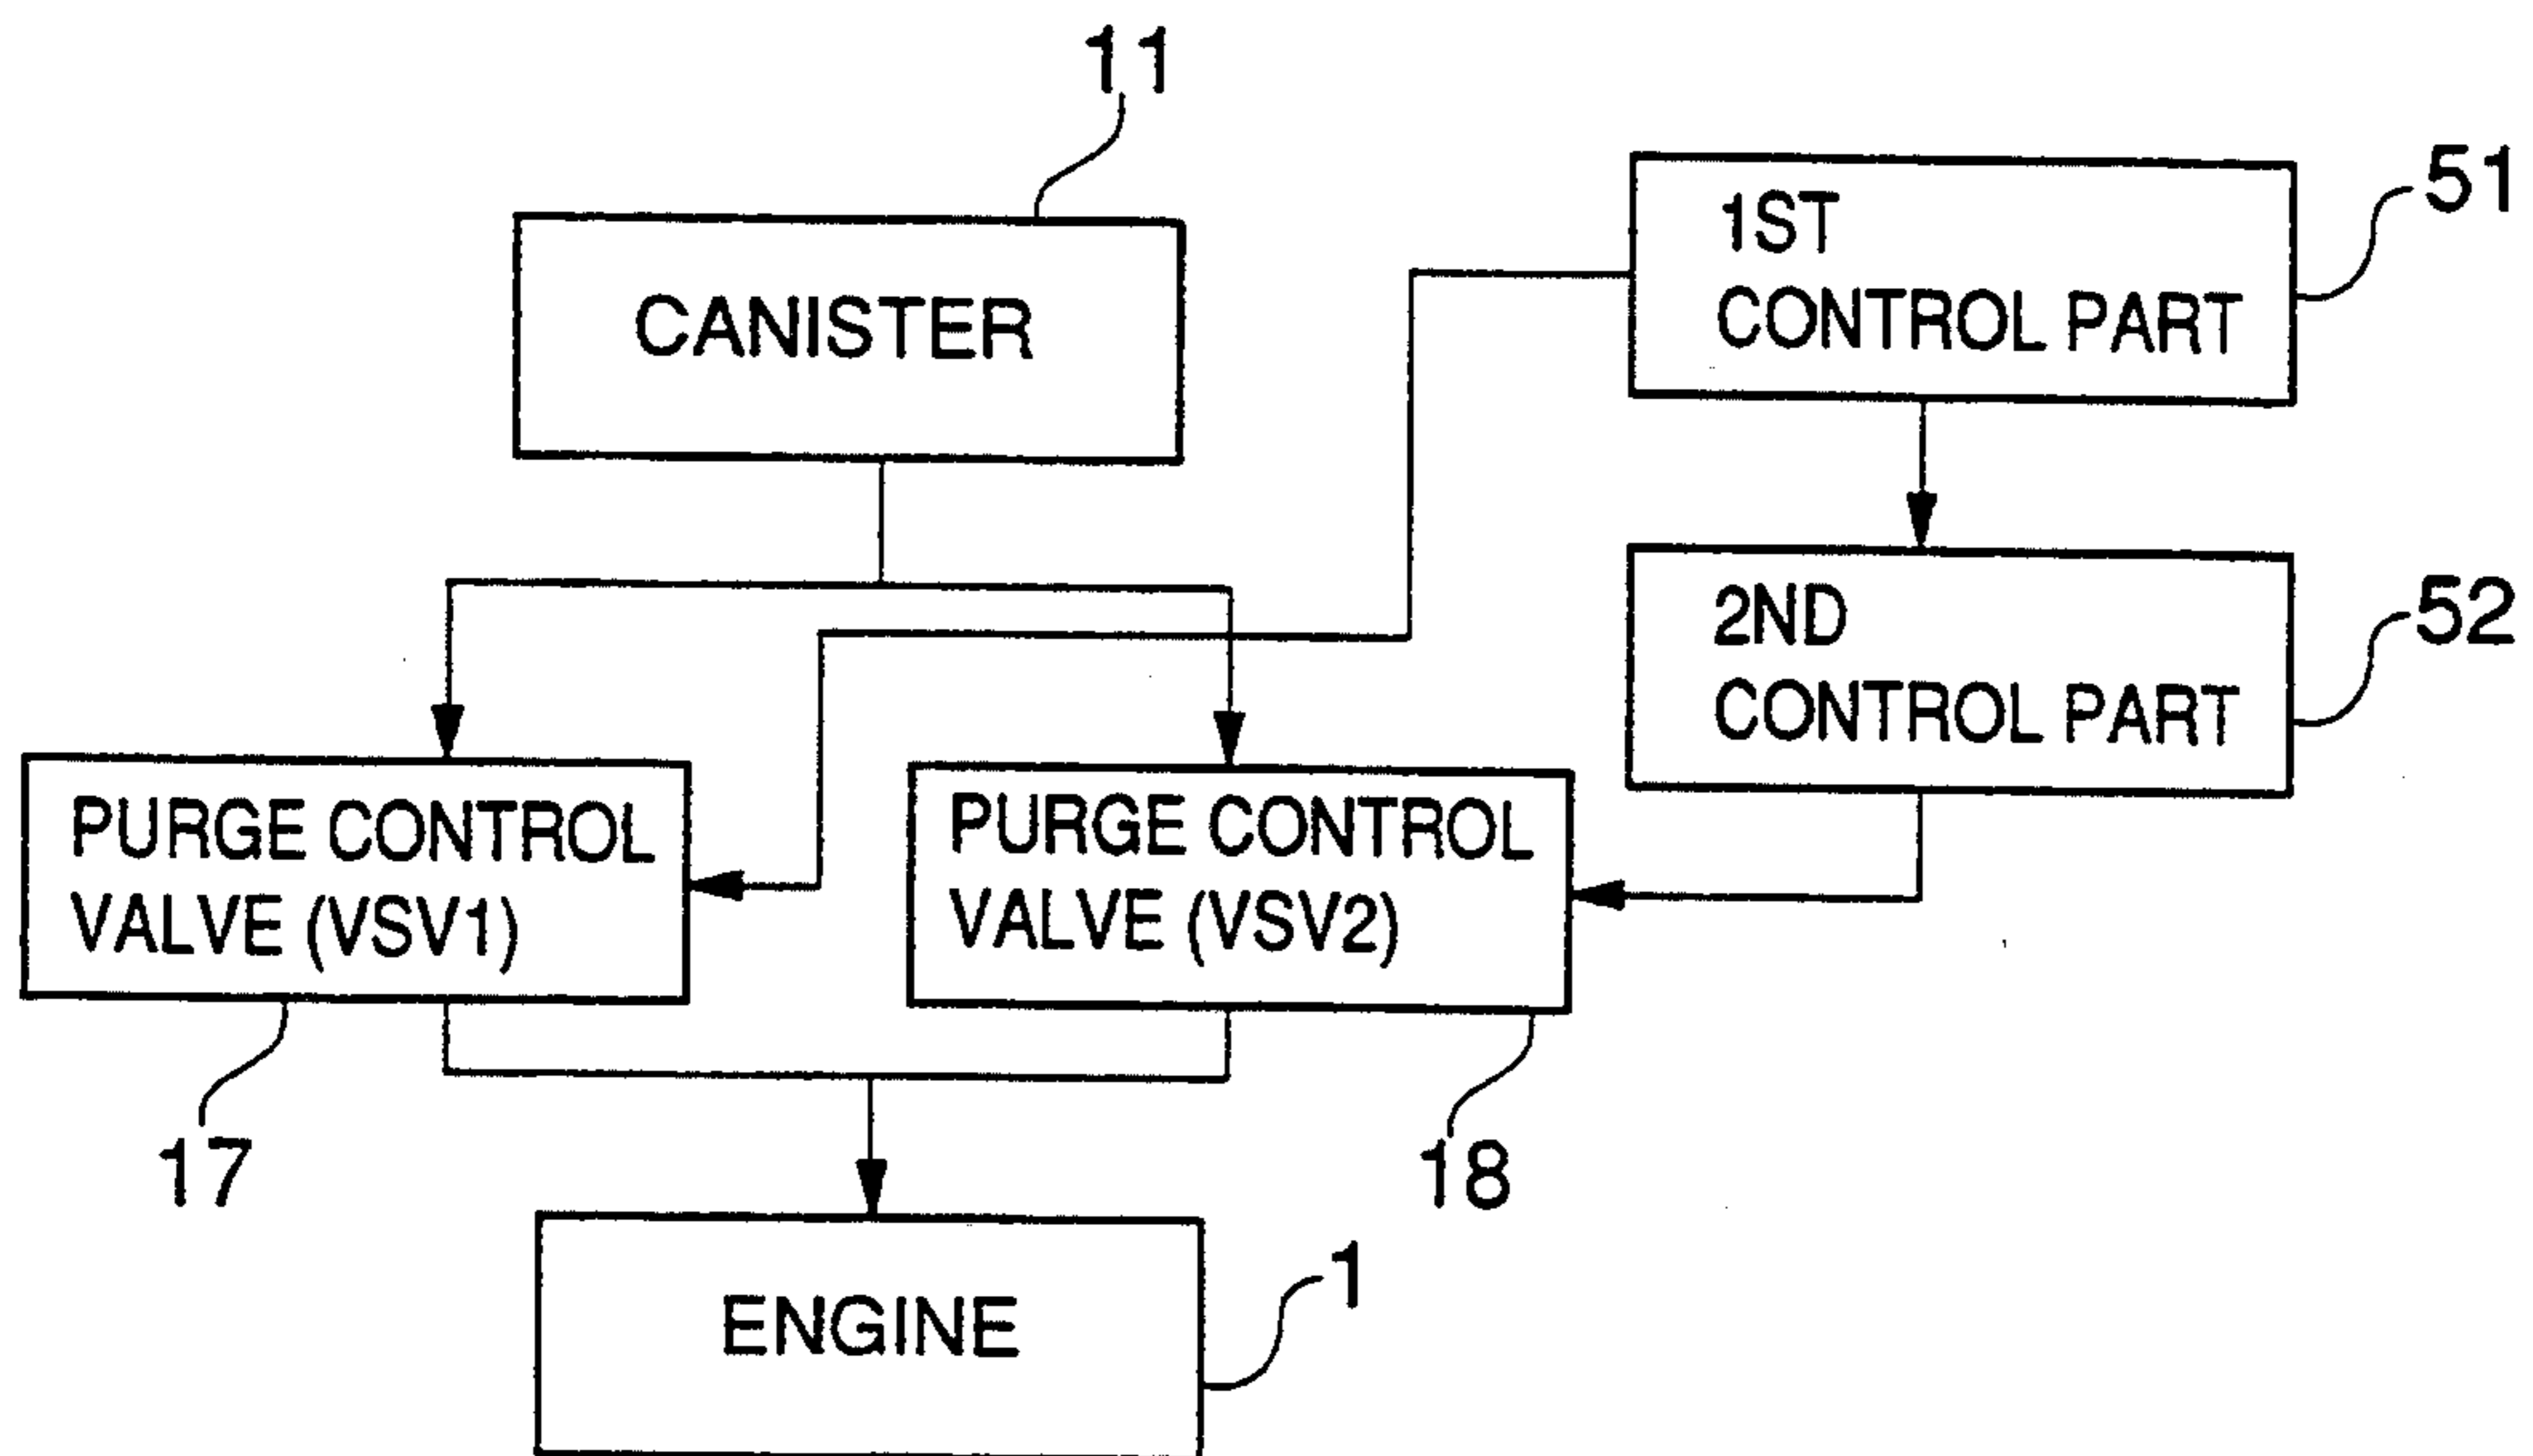 11
CANISTER
1ST
CONTROL PART
51
2ND
CONTROL PART
52
PURGE CONTROL
VALVE (VSV1)
17
PURGE CONTROL
VALVE (VSV2)
18
ENGINE
1